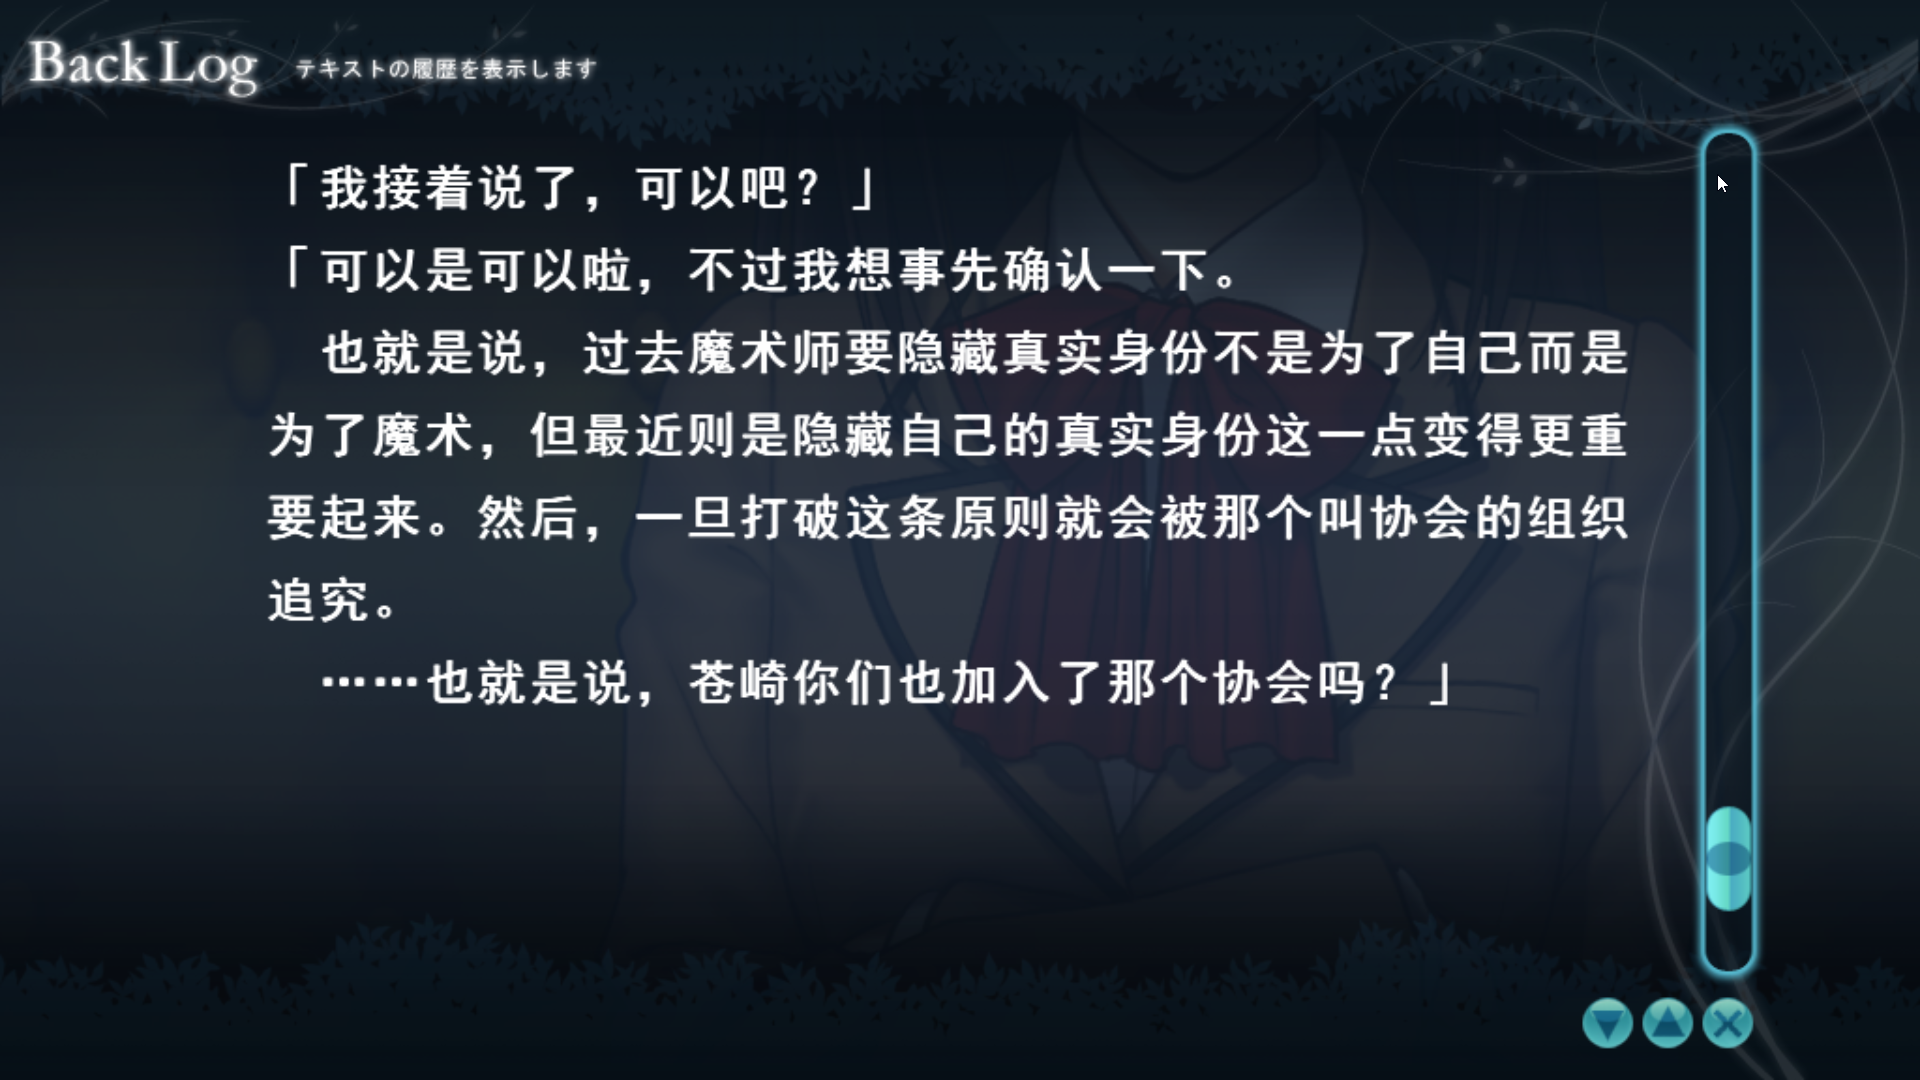 Back Log テキストの履歴を表示します
「我接着说了，可以吧？」
「可以是可以啦，不过我想事先确认一下。
也就是说，过去魔术师要隐藏真实身份不是为了自己而是
为了魔术，但最近则是隐藏自己的真实身份这一点变得更重
要起来。然后，一旦打破这条原则就会被那个叫协会的组织
追究。
……也就是说，苍崎你们也加入了那个协会吗？」